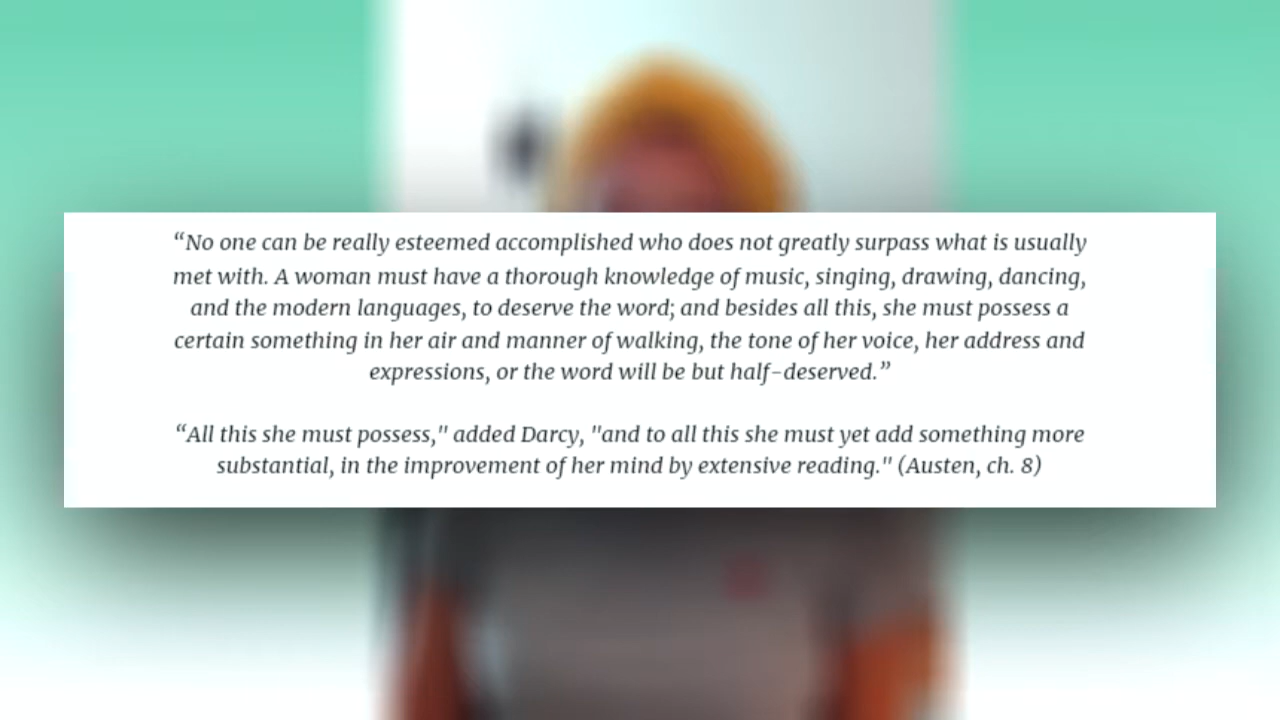 “No one can be really esteemed accomplished who does not greatly surpass what is usually
met with. A woman must have a thorough knowledge of music, singing, drawing, dancing,
and the modern languages, to deserve the word; and besides all this, she must possess a
certain something in her air and manner of walking, the tone of her voice, her address and
expressions, or the word will be but half-deserved.”
“All this she must possess," added Darcy, "and to all this she must yet add something more
substantial, in the improvement of her mind by extensive reading." (Austen, ch. 8)